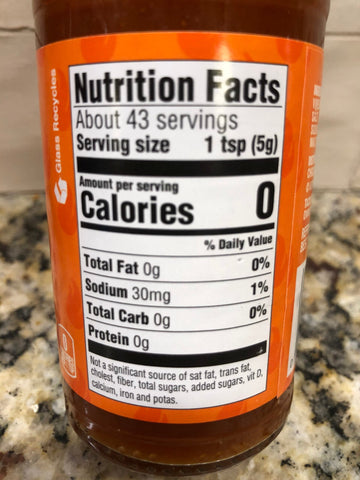 Glass Recycles
Nutrition Facts
About 43 servings
Serving size 1 tsp (5g)
Amount per serving
Calories 0
% Daily Value
Total Fat 0g 0%
Sodium 30mg 1%
Total Carb 0g 0%
Protein 0g
Not a significant source of sat fat, trans fat,
cholest, fiber, total sugars, added sugars, vit D,
calcium, iron and potas.